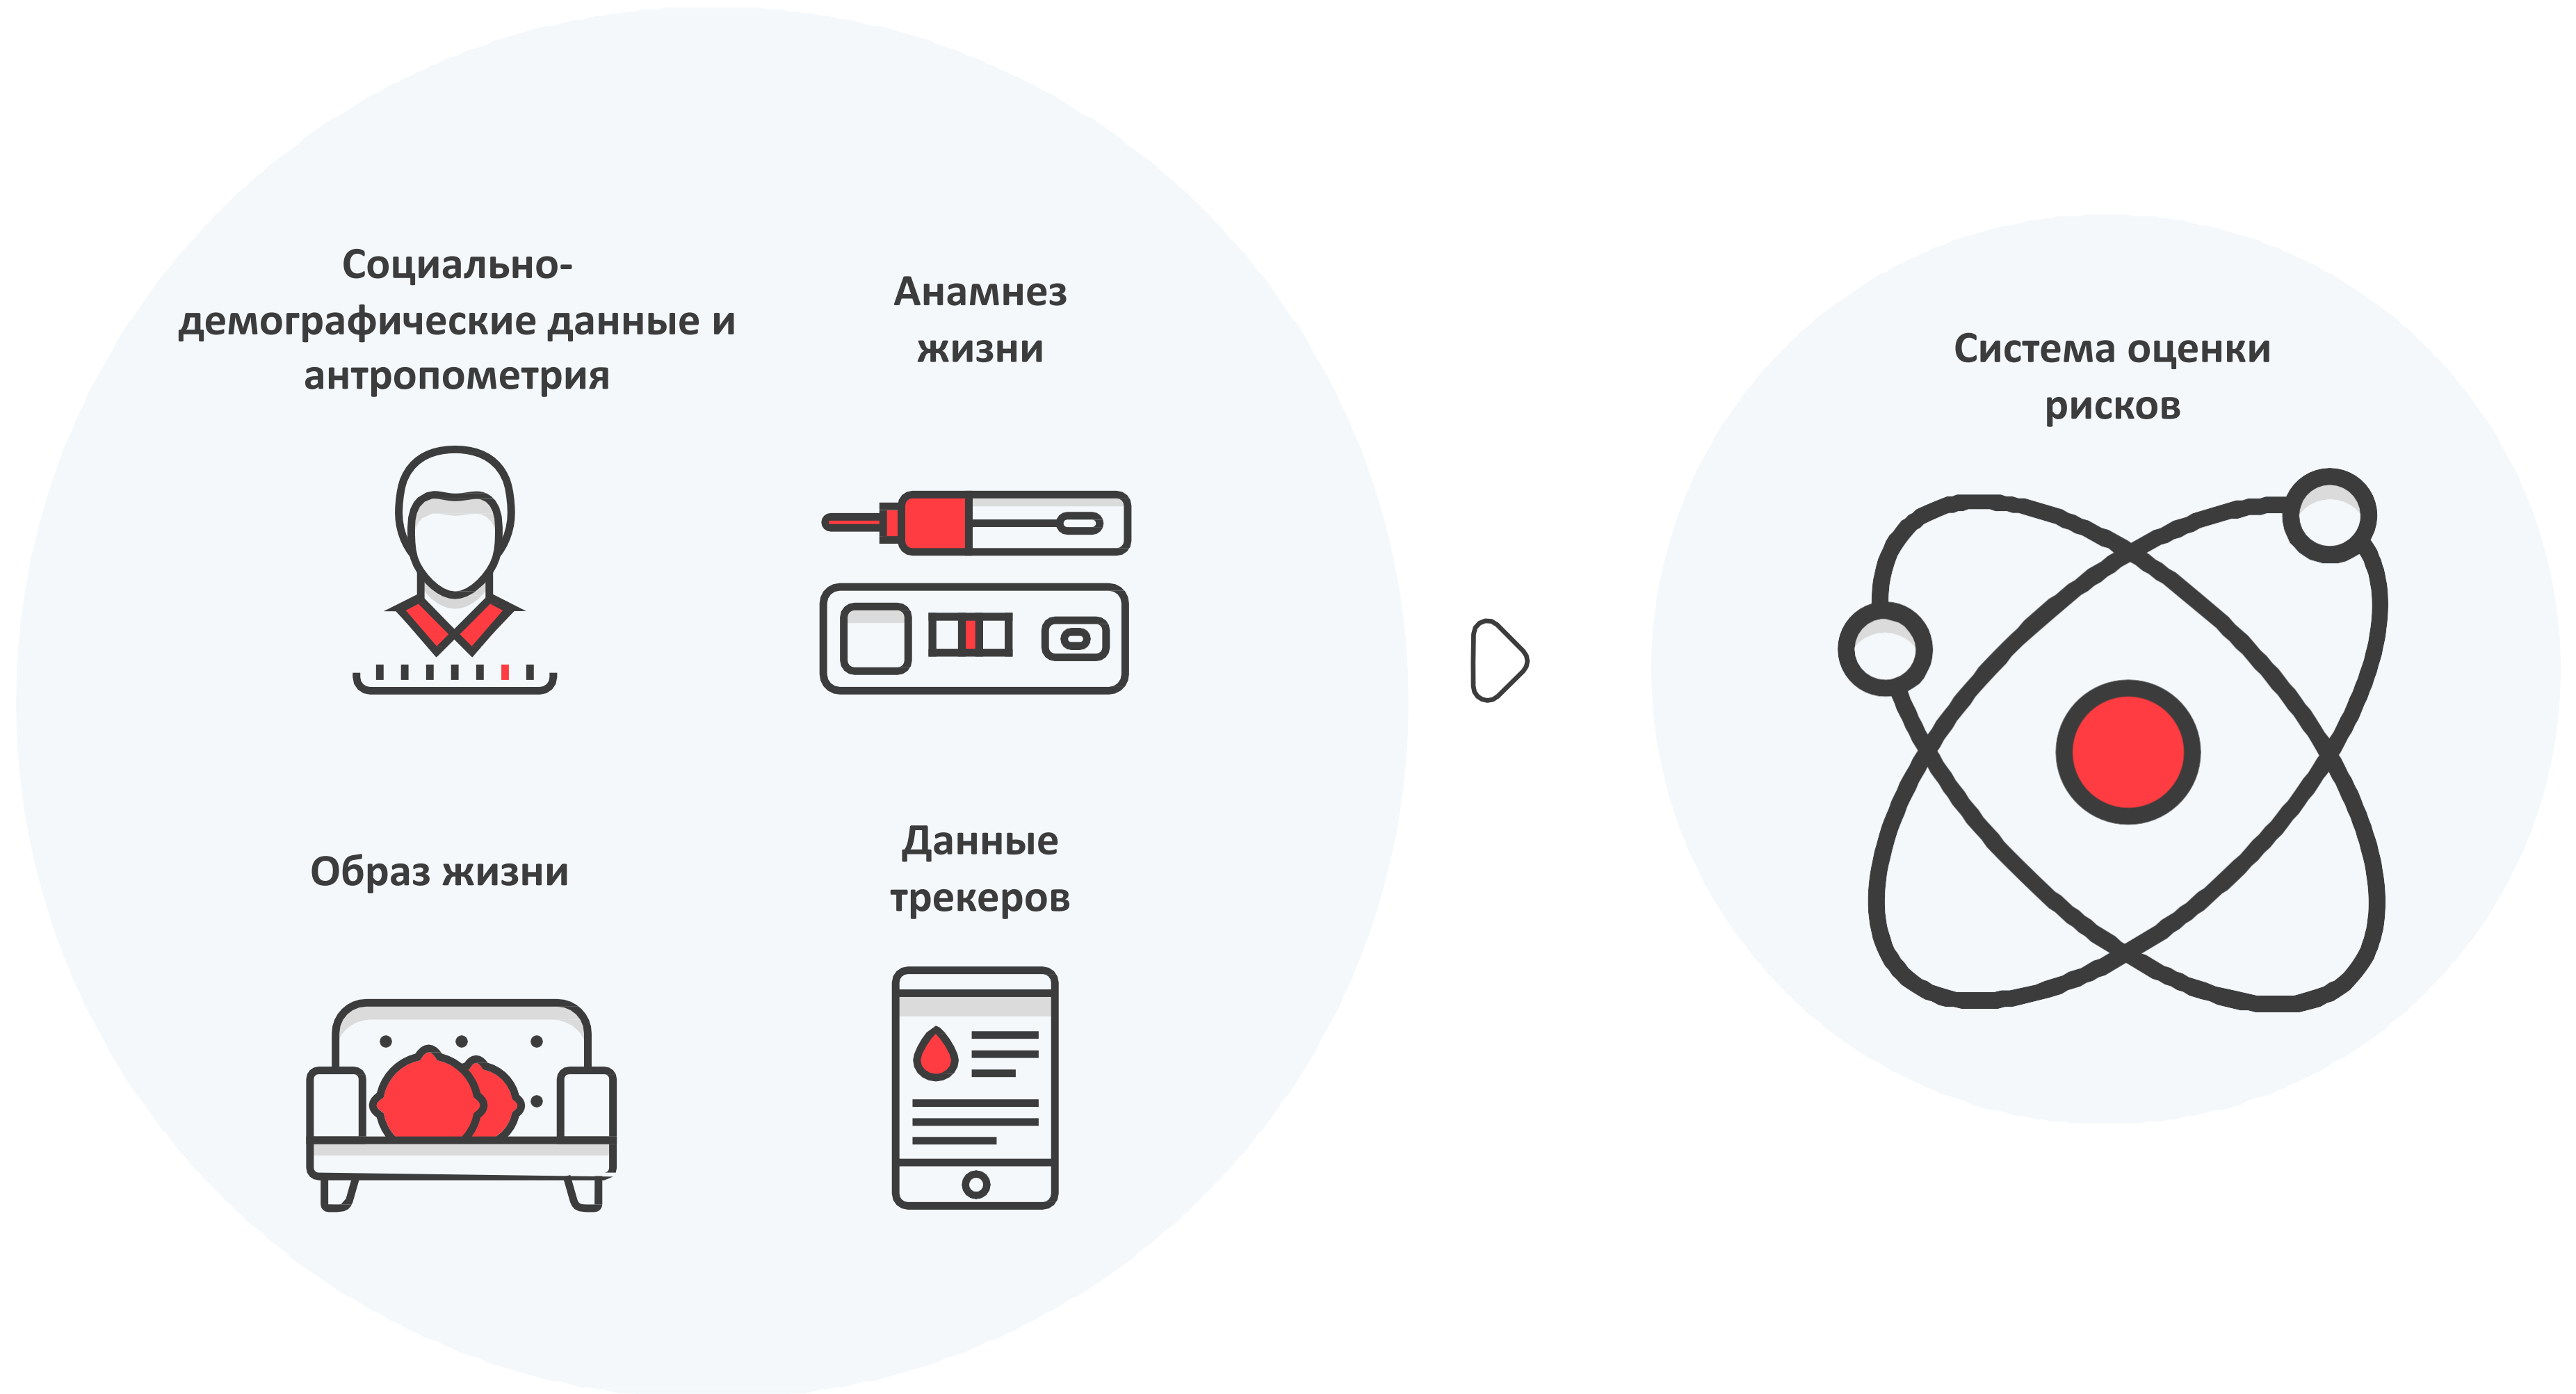 Социально-
демографические данные и
антропометрия
Анамнез
жизни
Образ жизни
Данные
трекеров
Система оценки
рисков